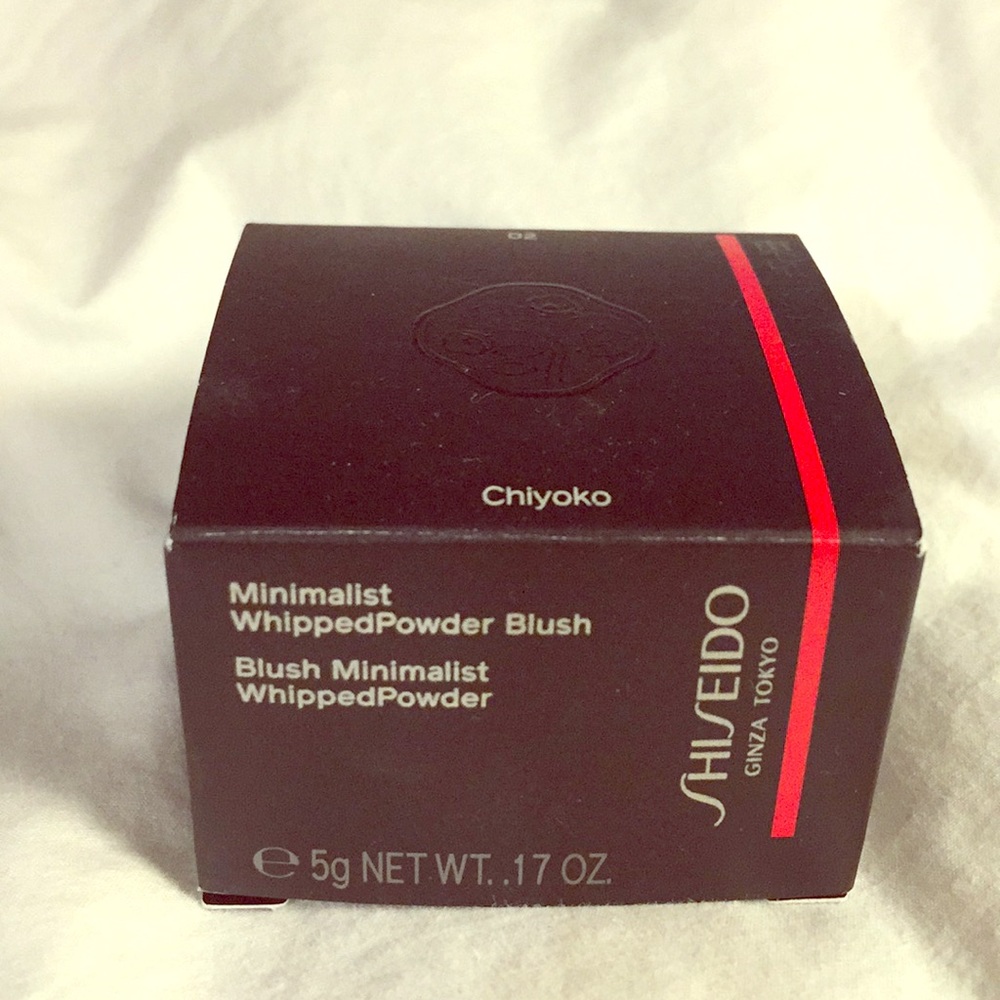 02
Chiyoko
Minimalist
WhippedPowder Blush
Blush Minimalist
WhippedPowder
SHISEIDO
GINZA TOKYO
℮ 5g NET WT. .17 OZ.